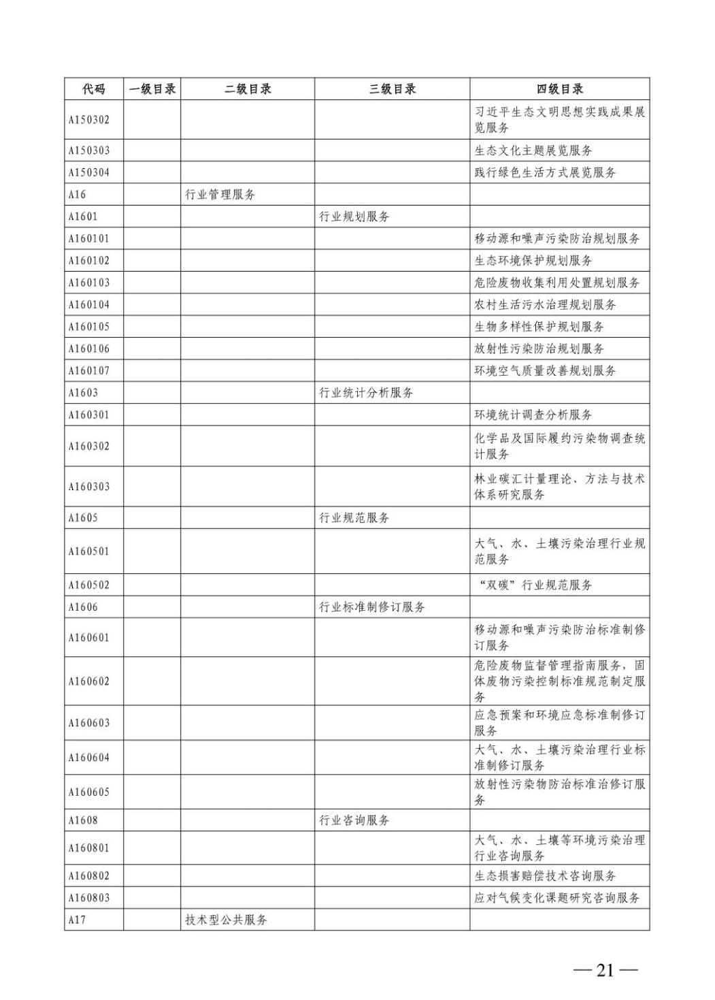 代码 一级目录 二级目录 三级目录 四级目录
A150302 习近平生态文明思想实践成果展
览服务
A150303 生态文化主题展览服务
A150304 践行绿色生活方式展览服务
A16 行业管理服务
A1601 行业规划服务
A160101 移动源和噪声污染防治规划服务
A160102 生态环境保护规划服务
A160103 危险废物收集利用处置规划服务
A160104 农村生活污水治理规划服务
A160105 生物多样性保护规划服务
A160106 放射性污染防治规划服务
A160107 环境空气质量改善规划服务
A1603 行业统计分析服务
A160301 环境统计调查分析服务
A160302 化学品及国际履约污染物调查统
计服务
A160303 林业碳汇计量理论、方法与技术
体系研究服务
A1605 行业规范服务
A160501 大气、水、土壤污染治理行业规
范服务
A160502 “双碳”行业规范服务
A1606 行业标准制修订服务
A160601 移动源和噪声污染防治标准制修
订服务
A160602 危险废物监督管理指南服务，固
体废物污染控制标准规范制定服
务
A160603 应急预案和环境应急标准制修订
服务
A160604 大气、水、土壤污染治理行业标
准制修订服务
A160605 放射性污染物防治标准治修订服
务
A1608 行业咨询服务
A160801 大气、水、土壤等环境污染治理
行业咨询服务
A160802 生态损害赔偿技术咨询服务
A160803 应对气候变化课题研究咨询服务
A17 技术型公共服务
— 21 —